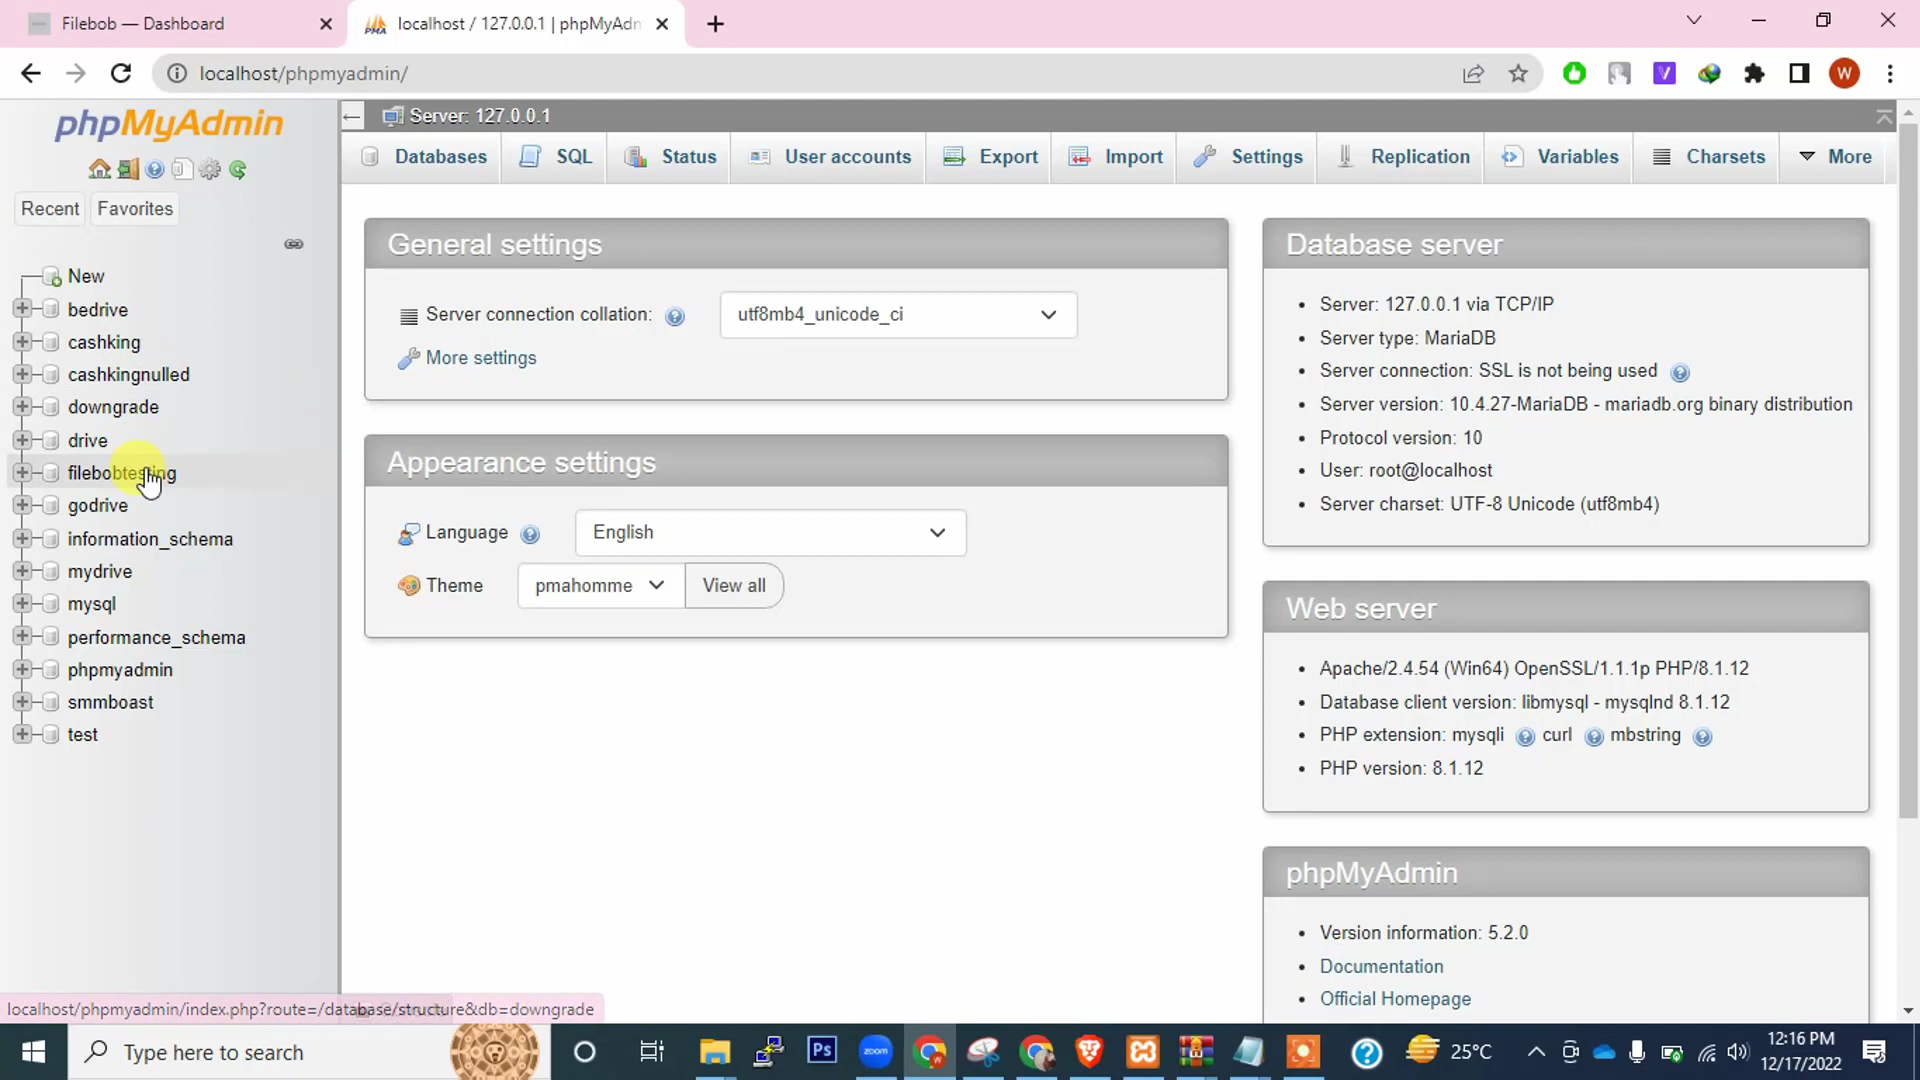 Filebob — Dashboard
localhost / 127.0.0.1 | phpMyAdm
localhost/phpmyadmin/
W
phpMyAdmin
Recent
Favorites
New
bedrive
cashking
cashkingnulled
downgrade
drive
filebobtesting
godrive
information_schema
mydrive
mysql
performance_schema
phpmyadmin
smmboast
test
Server: 127.0.0.1
Databases
SQL
Status
User accounts
Export
Import
Settings
Replication
Variables
Charsets
More
General settings
Server connection collation:
utf8mb4_unicode_ci
More settings
Appearance settings
Language
English
Theme
pmahomme
View all
Database server
Server: 127.0.0.1 via TCP/IP
Server type: MariaDB
Server connection: SSL is not being used
Server version: 10.4.27-MariaDB - mariadb.org binary distribution
Protocol version: 10
User: root@localhost
Server charset: UTF-8 Unicode (utf8mb4)
Web server
Apache/2.4.54 (Win64) OpenSSL/1.1.1p PHP/8.1.12
Database client version: libmysql - mysqlnd 8.1.12
PHP extension: mysqli curl mbstring
PHP version: 8.1.12
phpMyAdmin
Version information: 5.2.0
Documentation
Official Homepage
localhost/phpmyadmin/index.php?route=/database/structure&db=downgrade
Type here to search
Ps
zoom
25°C
12:16 PM
12/17/2022